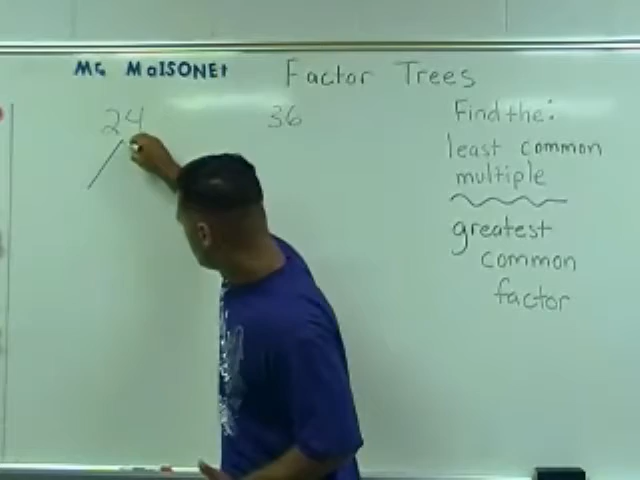 Mr MaISONEt
Factor Trees
24
36
Find the:
least common
multiple
greatest
common
factor